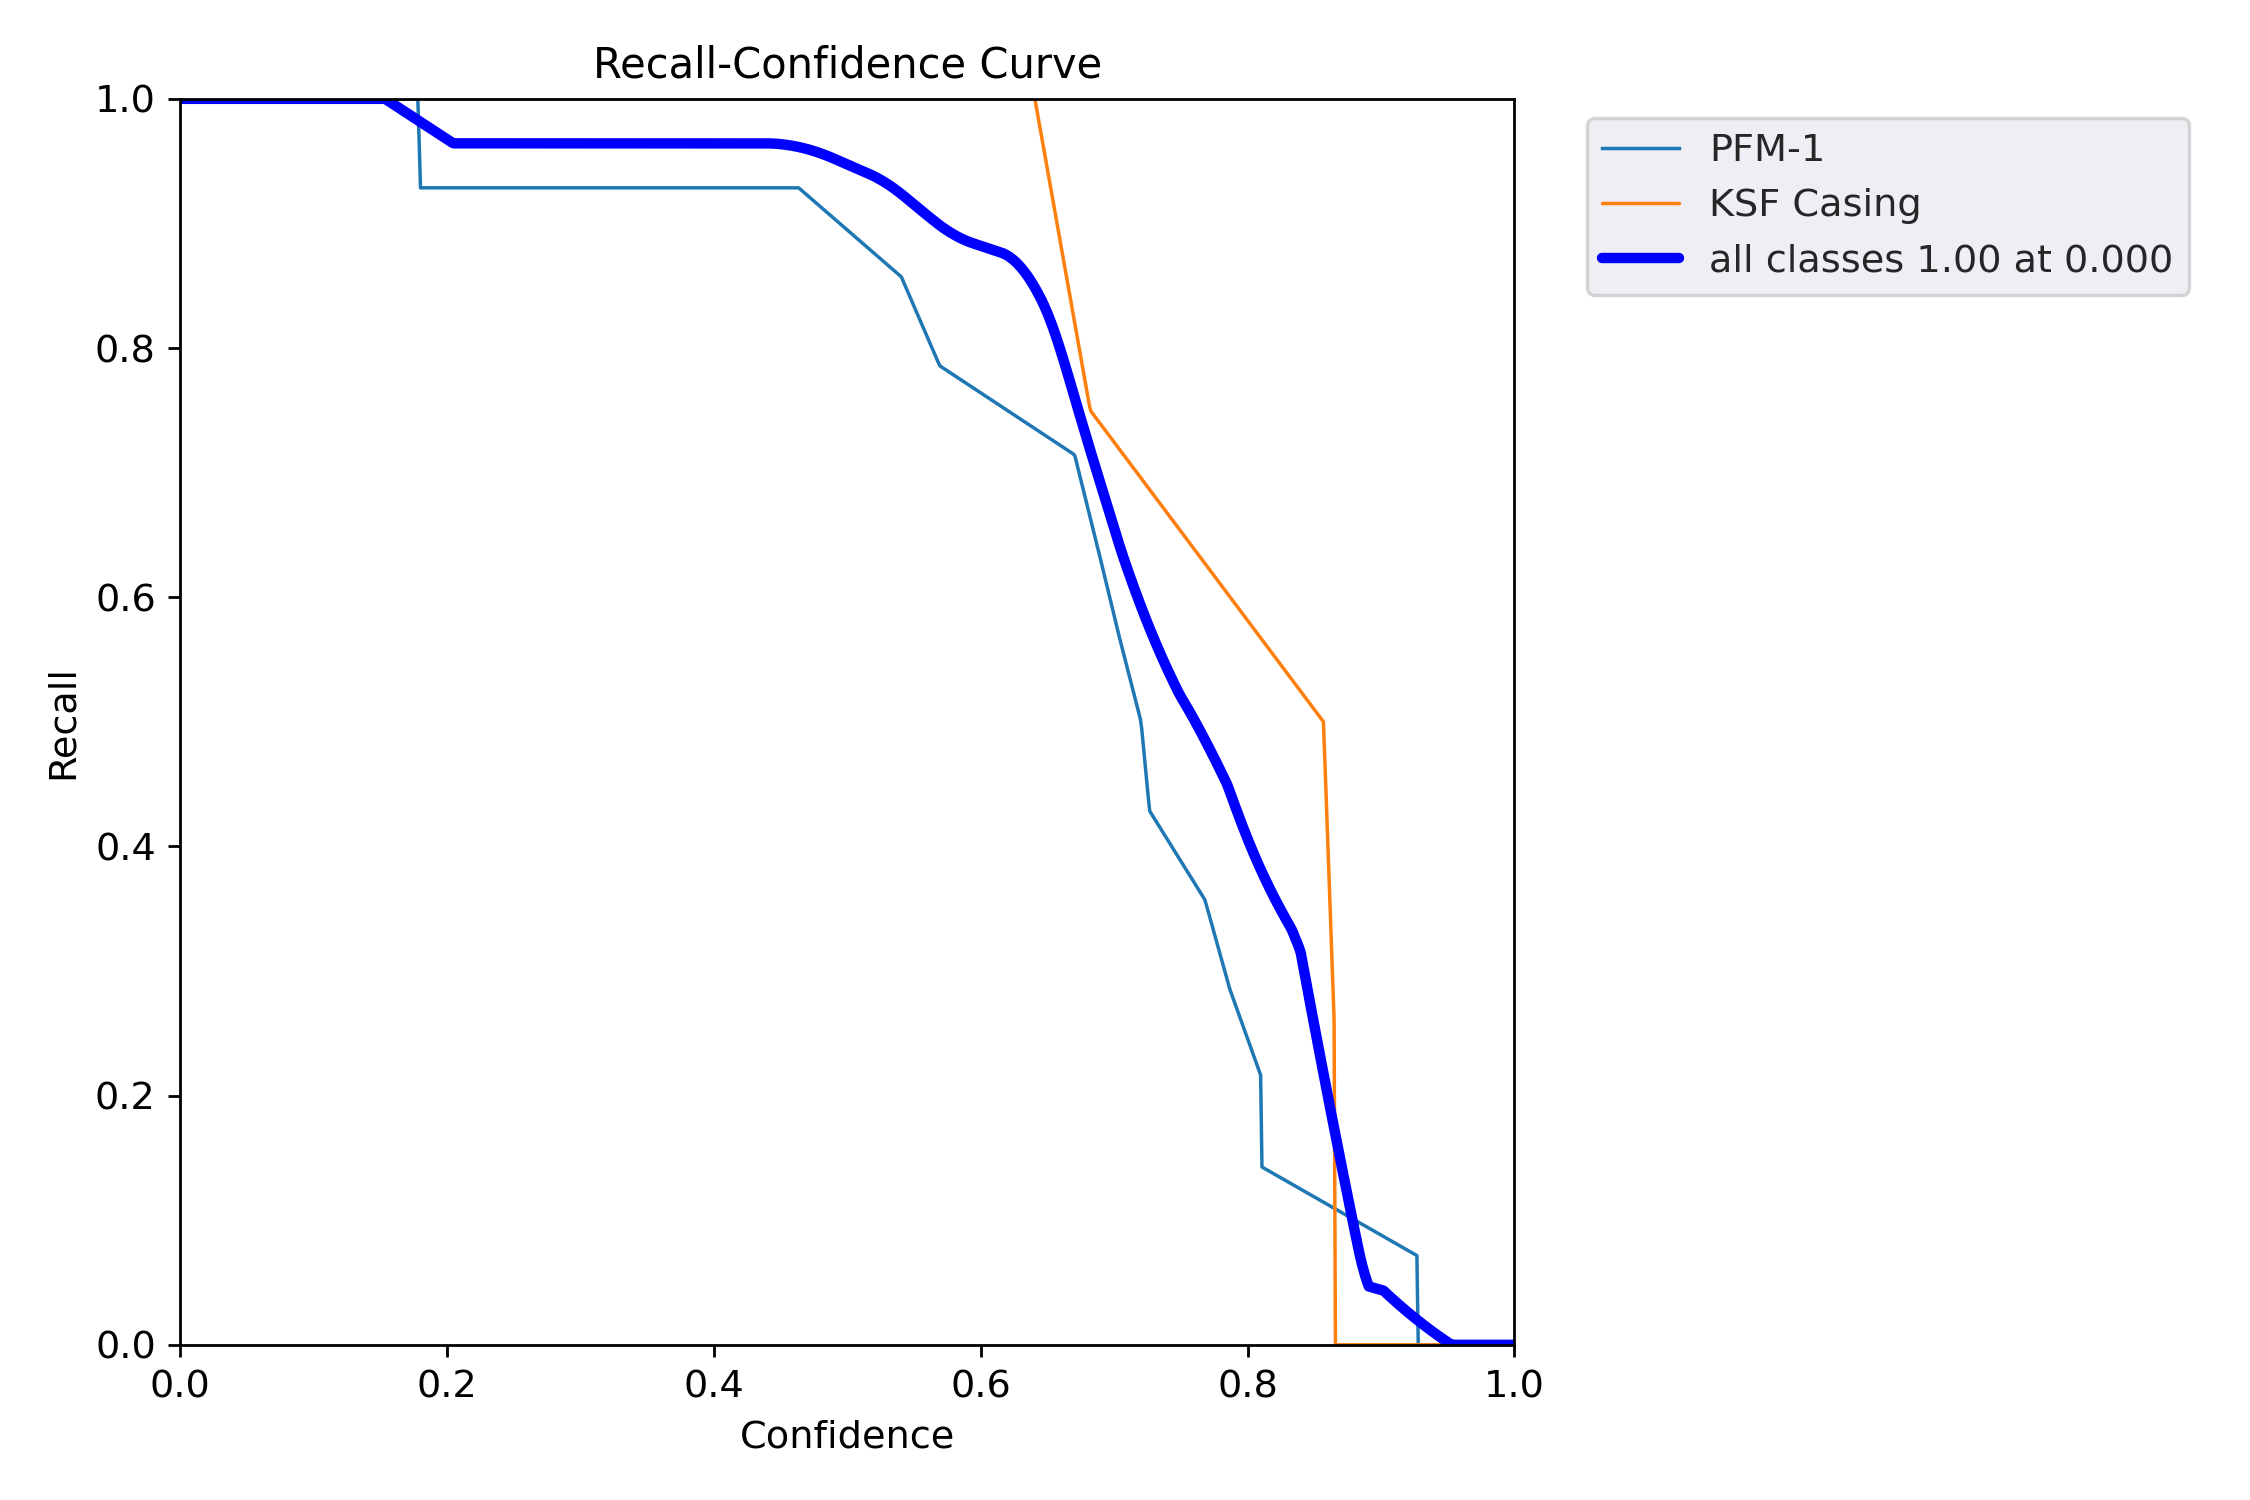 Recall-Confidence Curve
1.0
0.8
0.6
0.4
0.2
0.0
Recall
0.0 0.2 0.4 0.6 0.8 1.0
Confidence
PFM-1
KSF Casing
all classes 1.00 at 0.000